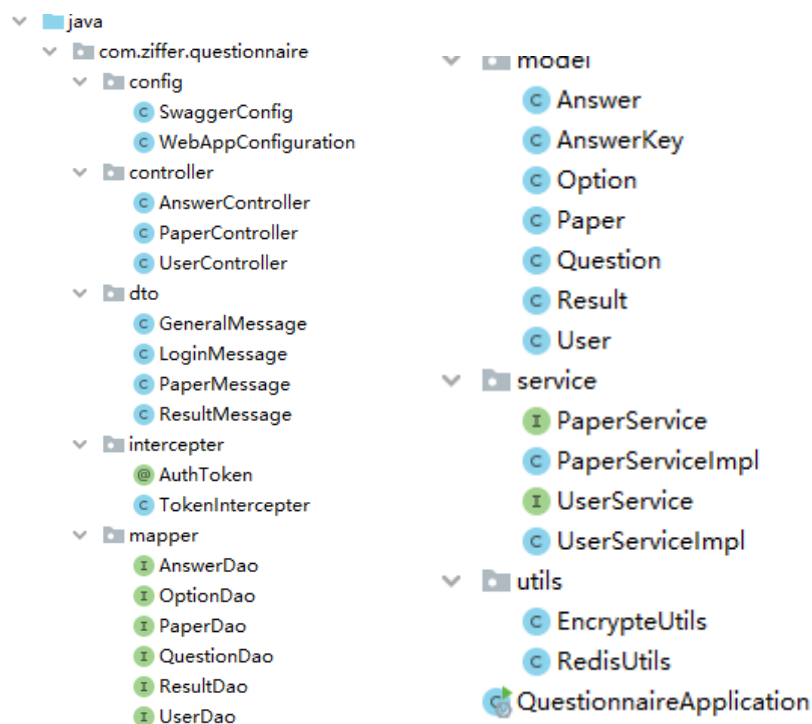 java
com.ziffer.questionnaire
config
SwaggerConfig
WebAppConfiguration
controller
AnswerController
PaperController
UserController
dto
GeneralMessage
LoginMessage
PaperMessage
ResultMessage
intercepter
AuthToken
TokenIntercepter
mapper
AnswerDao
OptionDao
PaperDao
QuestionDao
ResultDao
UserDao
model
Answer
AnswerKey
Option
Paper
Question
Result
User
service
PaperService
PaperServiceImpl
UserService
UserServiceImpl
utils
EncrypteUtils
RedisUtils
QuestionnaireApplication